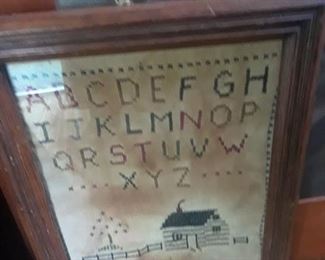 ABCDEFGH
IJKLMNOP
QRSTUVW
XYZ